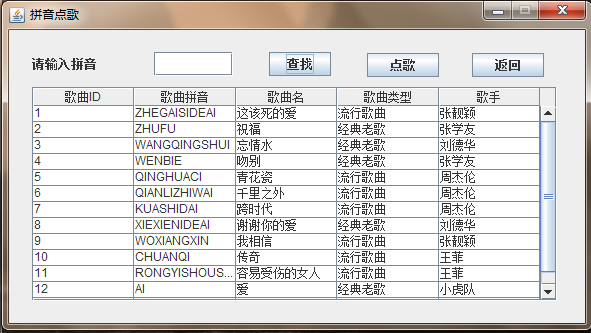 拼音点歌
请输入拼音 查找 点歌 返回
歌曲ID 歌曲拼音 歌曲名 歌曲类型 歌手
1 ZHEGAISIDEAI 这该死的爱 流行歌曲 张靓颖
2 ZHUFU 祝福 经典老歌 张学友
3 WANGQINGSHUI 忘情水 经典老歌 刘德华
4 WENBIE 吻别 经典老歌 张学友
5 QINGHUACI 青花瓷 流行歌曲 周杰伦
6 QIANLIZHIWAI 千里之外 流行歌曲 周杰伦
7 KUASHIDAI 跨时代 流行歌曲 周杰伦
8 XIEXIENIDEAI 谢谢你的爱 经典老歌 刘德华
9 WOXIANGXIN 我相信 流行歌曲 张靓颖
10 CHUANQI 传奇 流行歌曲 王菲
11 RONGYISHOUS... 容易受伤的女人 流行歌曲 王菲
12 AI 爱 经典老歌 小虎队